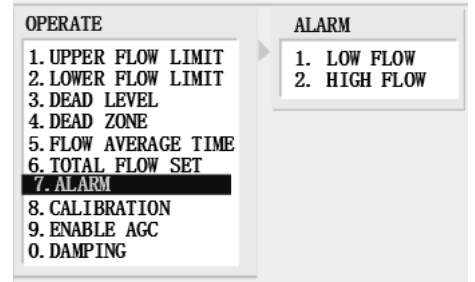 OPERATE
1. UPPER FLOW LIMIT
2. LOWER FLOW LIMIT
3. DEAD LEVEL
4. DEAD ZONE
5. FLOW AVERAGE TIME
6. TOTAL FLOW SET
7. ALARM
8. CALIBRATION
9. ENABLE AGC
0. DAMPING
ALARM
1. LOW FLOW
2. HIGH FLOW